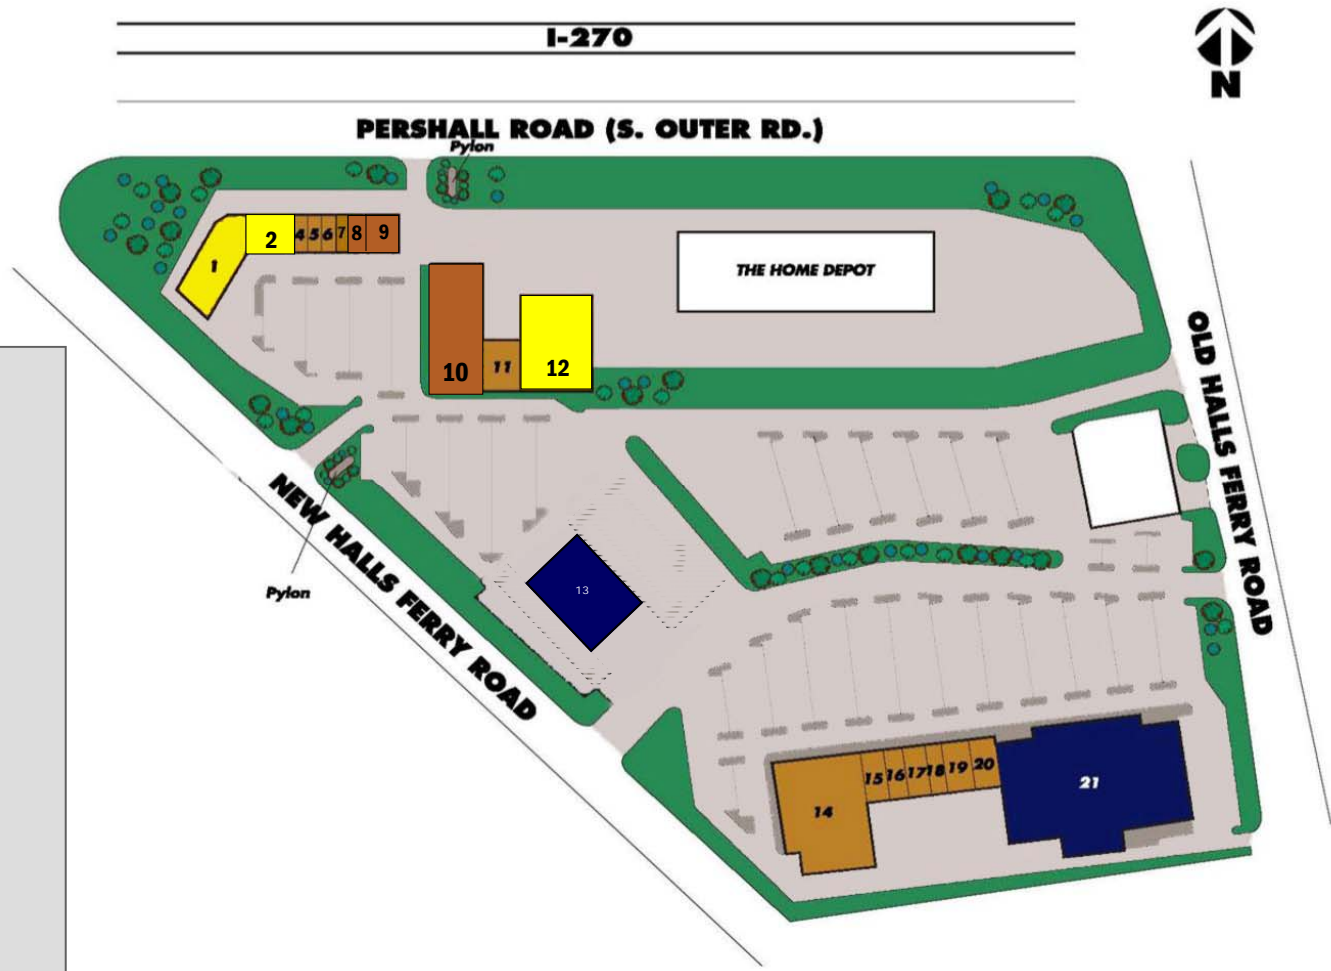 I-270
N
PERSHALL ROAD (S. OUTER RD.)
Pylon
1
2
4 5 6 7 8 9
THE HOME DEPOT
10
11
12
OLD HALLS FERRY ROAD
NEW HALLS FERRY ROAD
Pylon
13
14
15 16 17 18 19 20
21